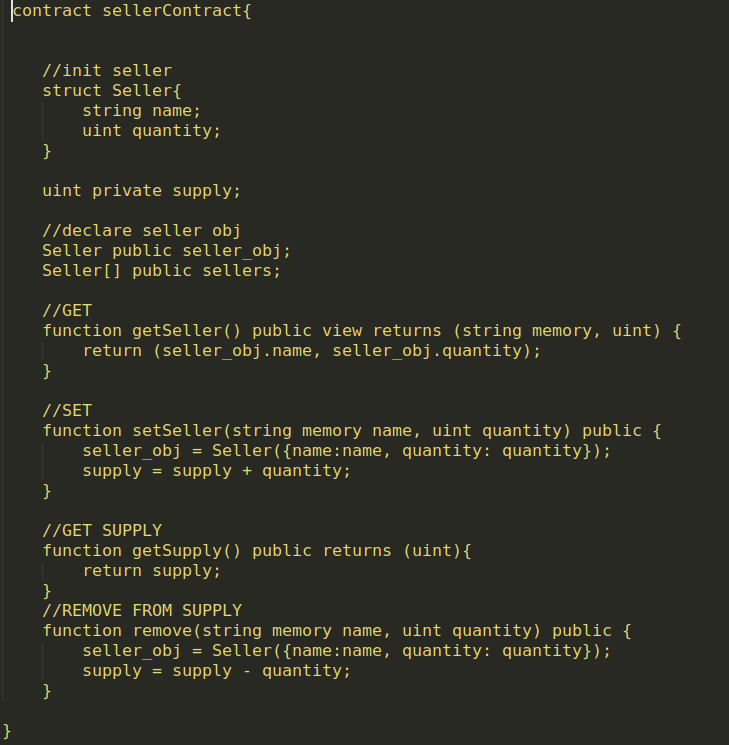 contract sellerContract{
//init seller
struct Seller{
string name;
uint quantity;
}
uint private supply;
//declare seller obj
Seller public seller_obj;
Seller[] public sellers;
//GET
function getSeller() public view returns (string memory, uint) {
return (seller_obj.name, seller_obj.quantity);
}
//SET
function setSeller(string memory name, uint quantity) public {
seller_obj = Seller({name:name, quantity: quantity});
supply = supply + quantity;
}
//GET SUPPLY
function getSupply() public returns (uint){
return supply;
}
//REMOVE FROM SUPPLY
function remove(string memory name, uint quantity) public {
seller_obj = Seller({name:name, quantity: quantity});
supply = supply - quantity;
}
}